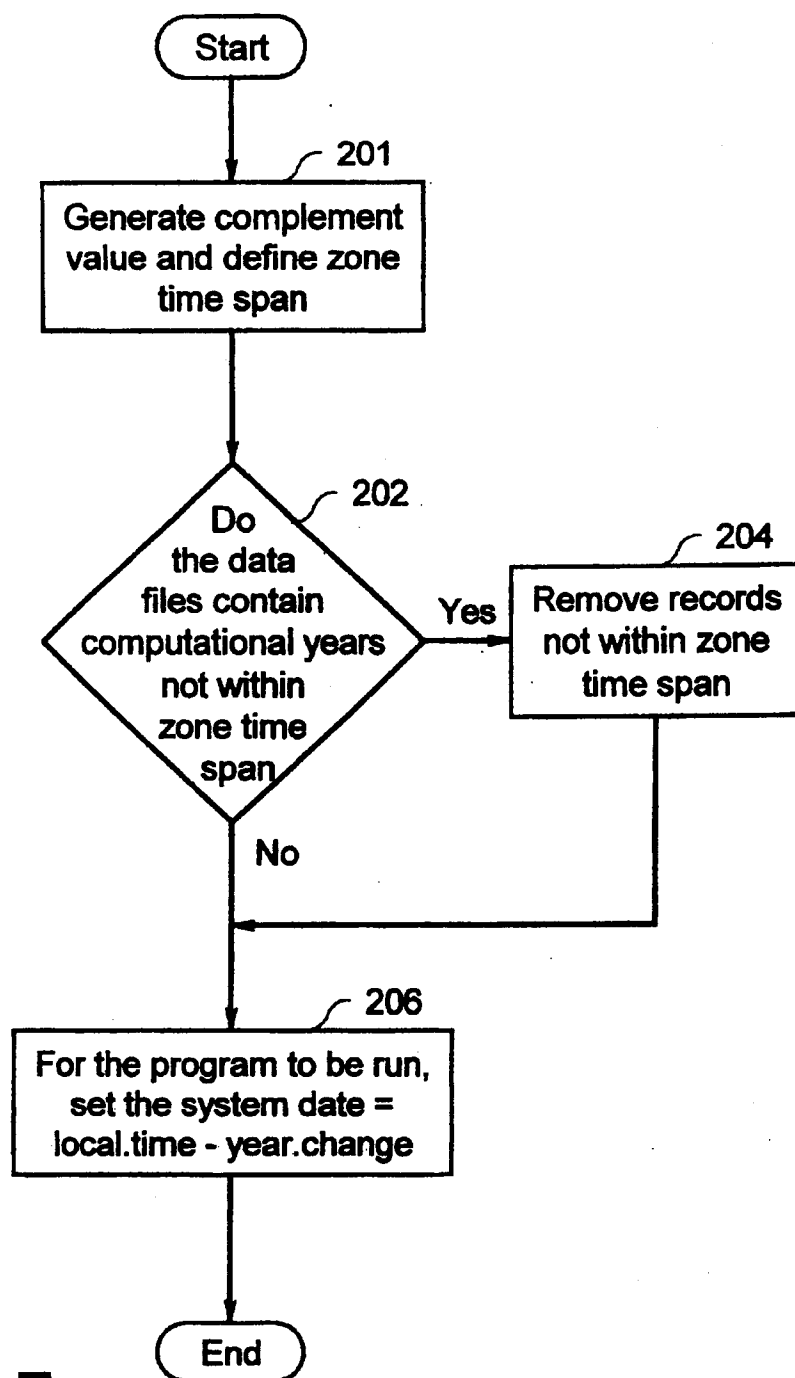 Start
201
Generate complement
value and define zone
time span
202
Do
the data
files contain
computational years
not within
zone time
span
Yes
204
Remove records
not within zone
time span
No
206
For the program to be run,
set the system date =
local.time - year.change
End